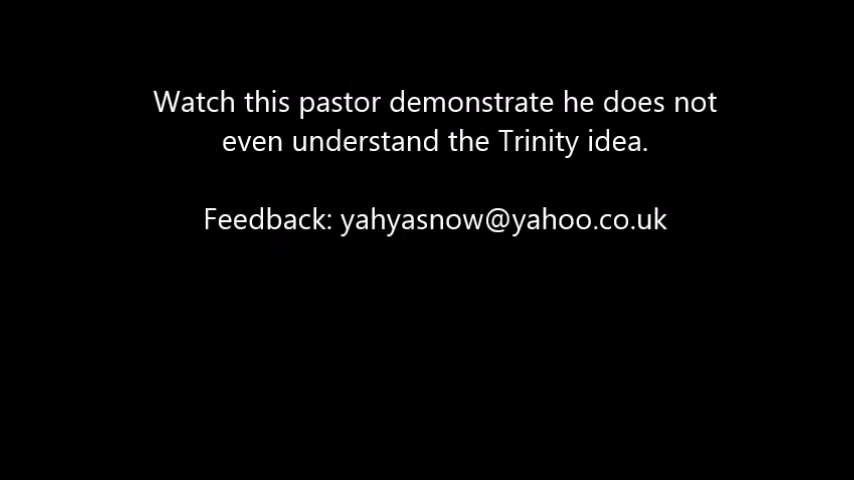 Watch this pastor demonstrate he does not
even understand the Trinity idea.
Feedback: yahyasnow@yahoo.co.uk